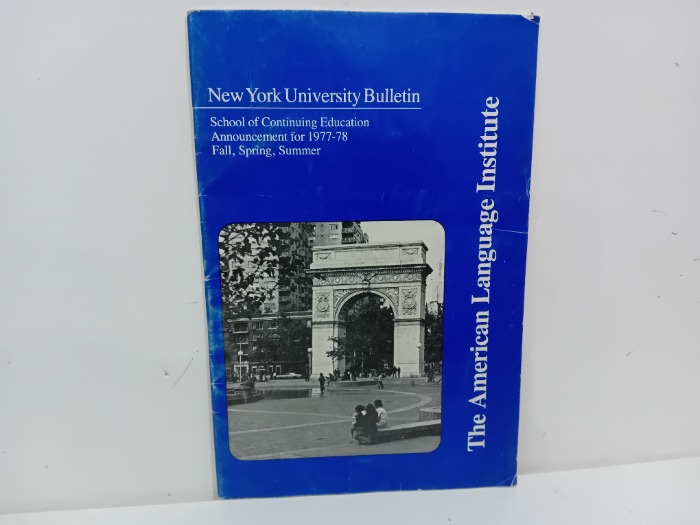 New York University Bulletin
School of Continuing Education
Announcement for 1977-78
Fall, Spring, Summer
The American Language Institute